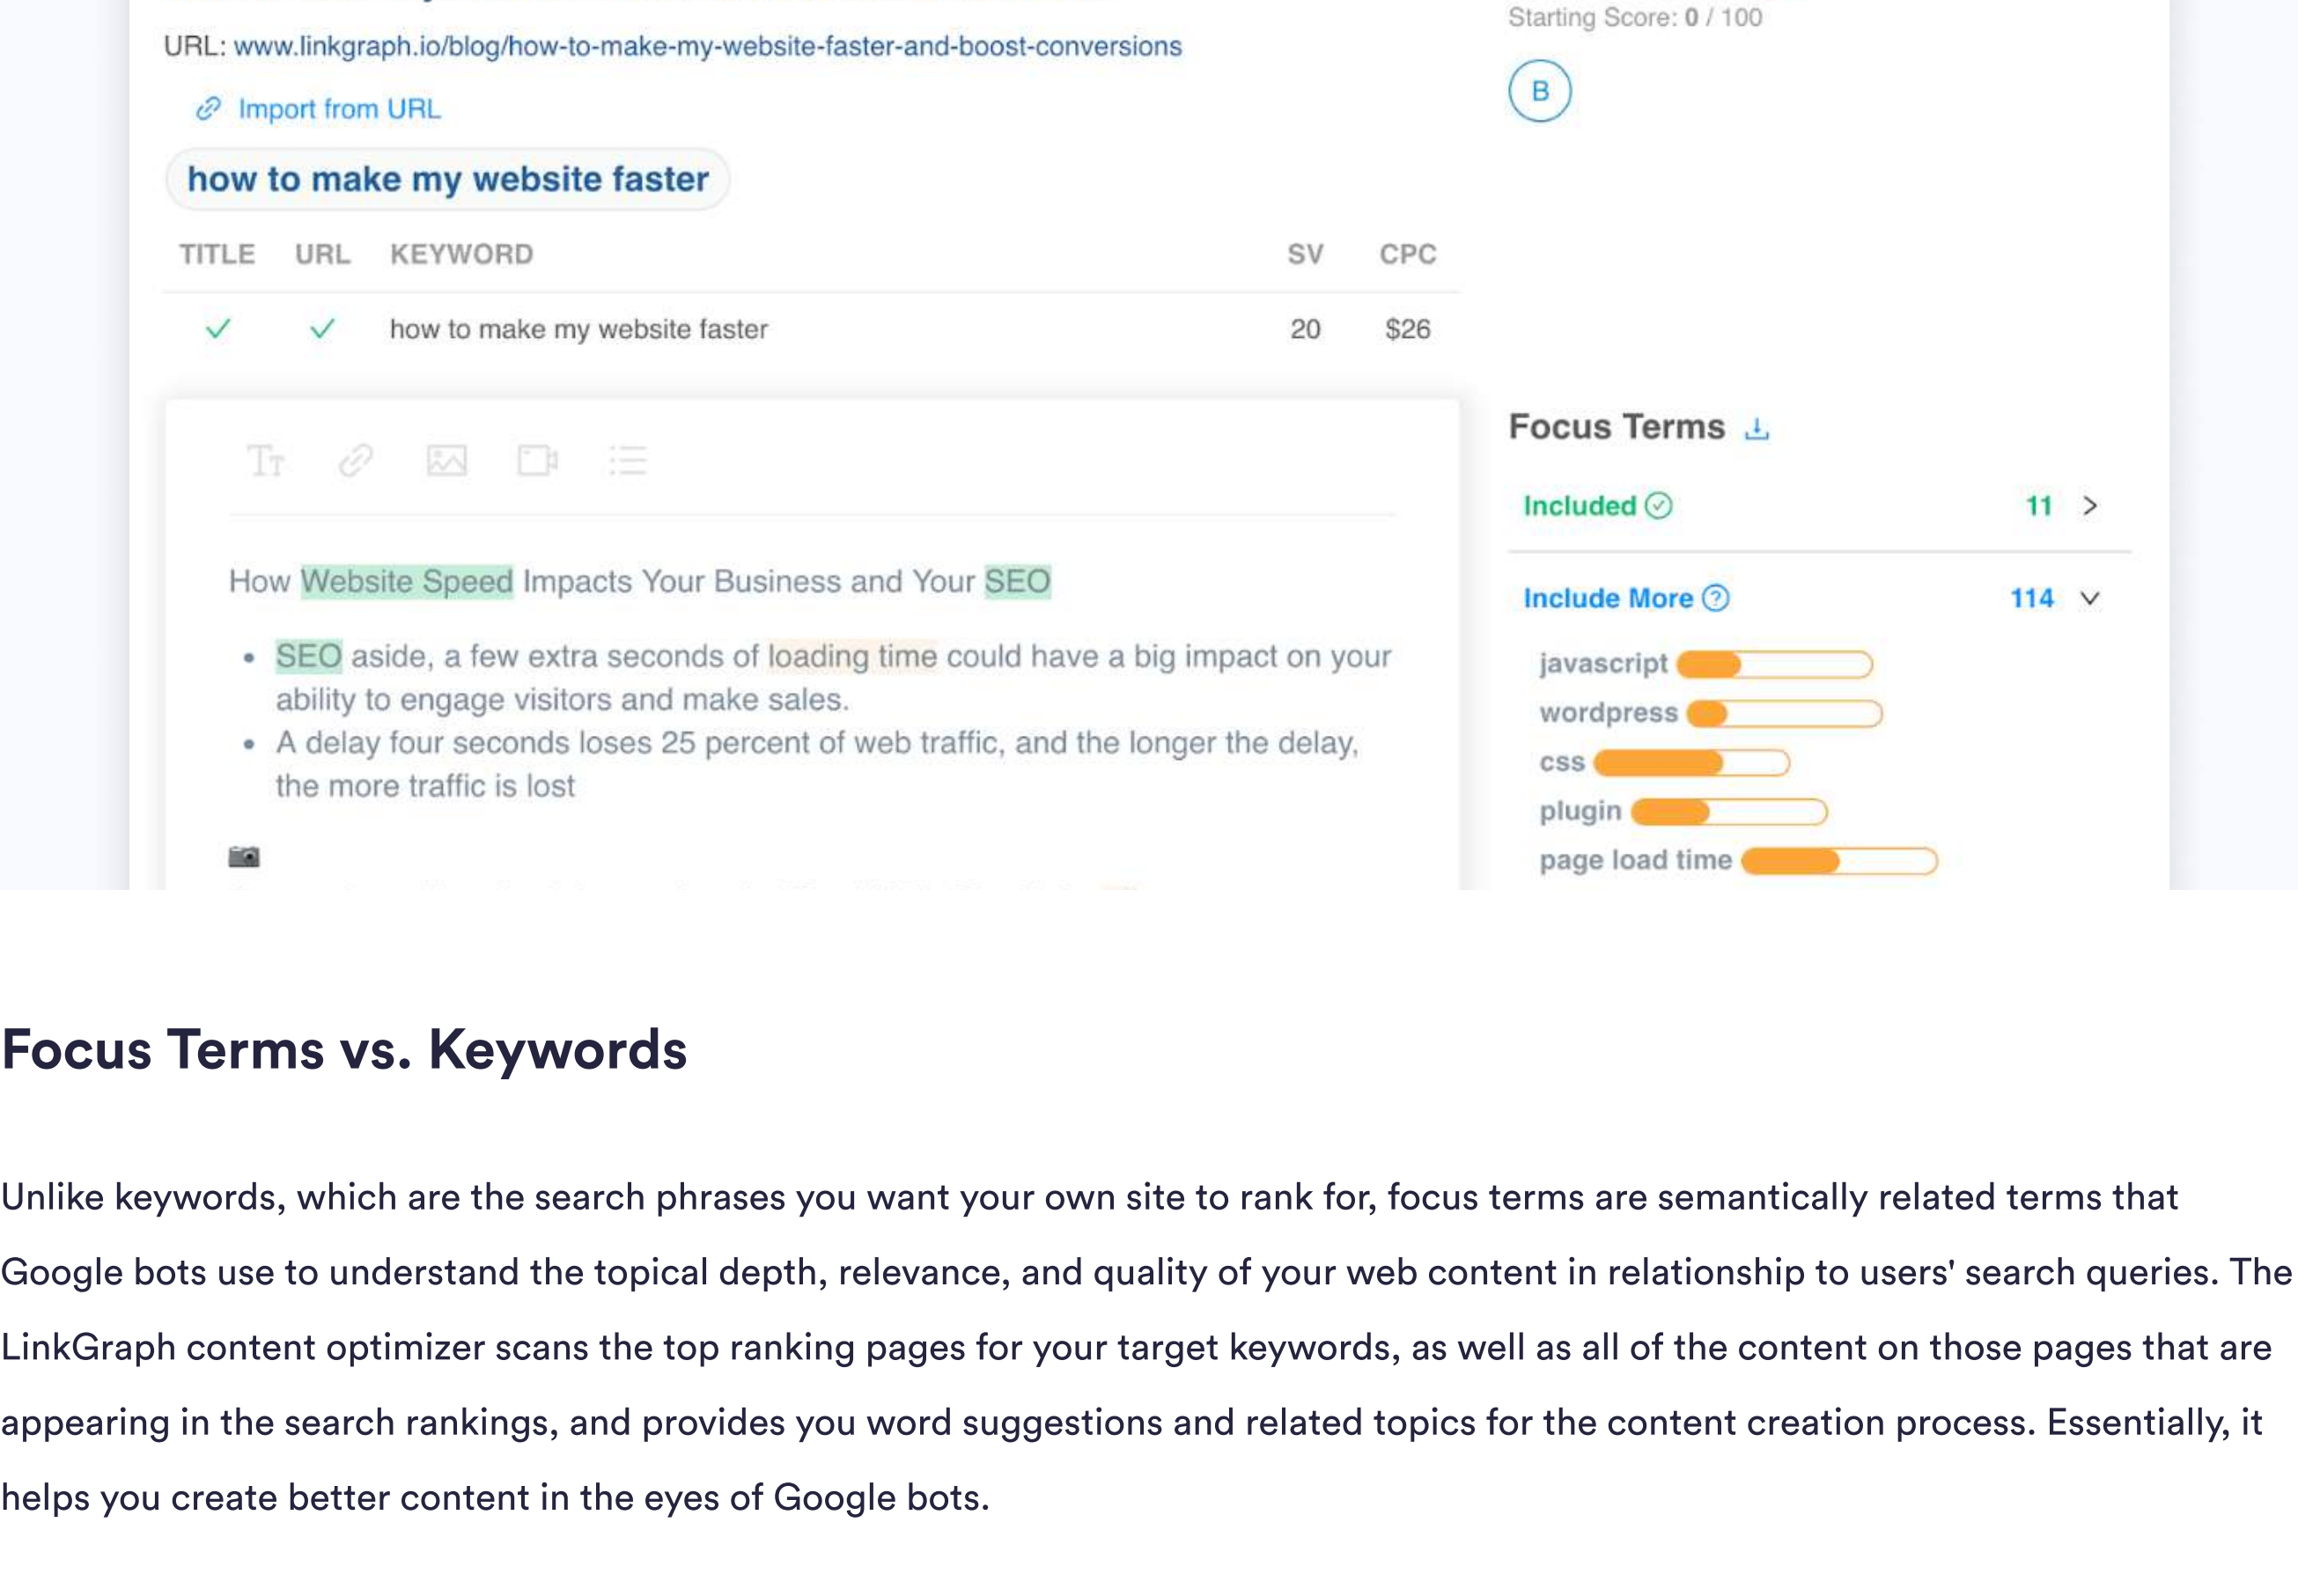 Starting Score: 0 / 100
URL: www.linkgraph.io/blog/how-to-make-my-website-faster-and-boost-conversions
B
Import from URL
how to make my website faster
TITLE URL KEYWORD SV CPC
how to make my website faster 20 $26
Focus Terms
Included 11
Include More 114
javascript
wordpress
css
plugin
page load time
How Website Speed Impacts Your Business and Your SEO
• SEO aside, a few extra seconds of loading time could have a big impact on your
ability to engage visitors and make sales.
• A delay four seconds loses 25 percent of web traffic, and the longer the delay,
the more traffic is lost
Focus Terms vs. Keywords
Unlike keywords, which are the search phrases you want your own site to rank for, focus terms are semantically related terms that
Google bots use to understand the topical depth, relevance, and quality of your web content in relationship to users' search queries. The
LinkGraph content optimizer scans the top ranking pages for your target keywords, as well as all of the content on those pages that are
appearing in the search rankings, and provides you word suggestions and related topics for the content creation process. Essentially, it
helps you create better content in the eyes of Google bots.